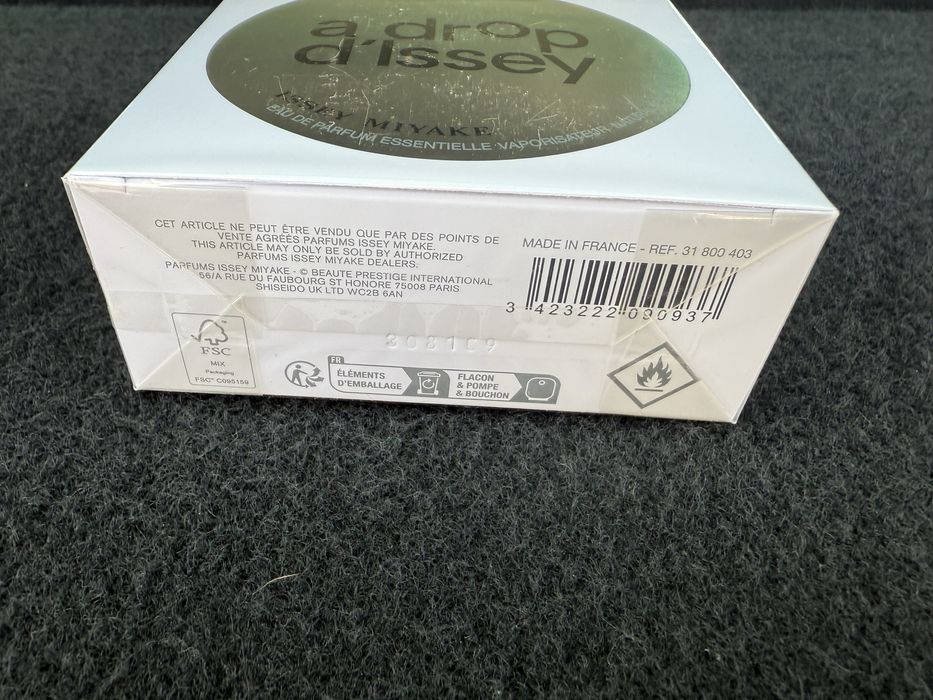 a drop
d'issey
ISSEY MIYAKE
EAU DE PARFUM ESSENTIELLE VAPORISATEUR
CET ARTICLE NE PEUT ÊTRE VENDU QUE PAR DES POINTS DE
VENTE AGRÉÉS PARFUMS ISSEY MIYAKE.
THIS ARTICLE MAY ONLY BE SOLD BY AUTHORIZED
PARFUMS ISSEY MIYAKE DEALERS.
PARFUMS ISSEY MIYAKE - © BEAUTE PRESTIGE INTERNATIONAL
56/A RUE DU FAUBOURG ST HONORE 75008 PARIS
SHISEIDO UK LTD WC2B 6AN
MADE IN FRANCE - REF. 31 800 403
3 423222 090937
FSC
MIX
Packaging
FSC® C095159
FR
ÉLÉMENTS
D'EMBALLAGE
FLACON
& POMPE
& BOUCHON